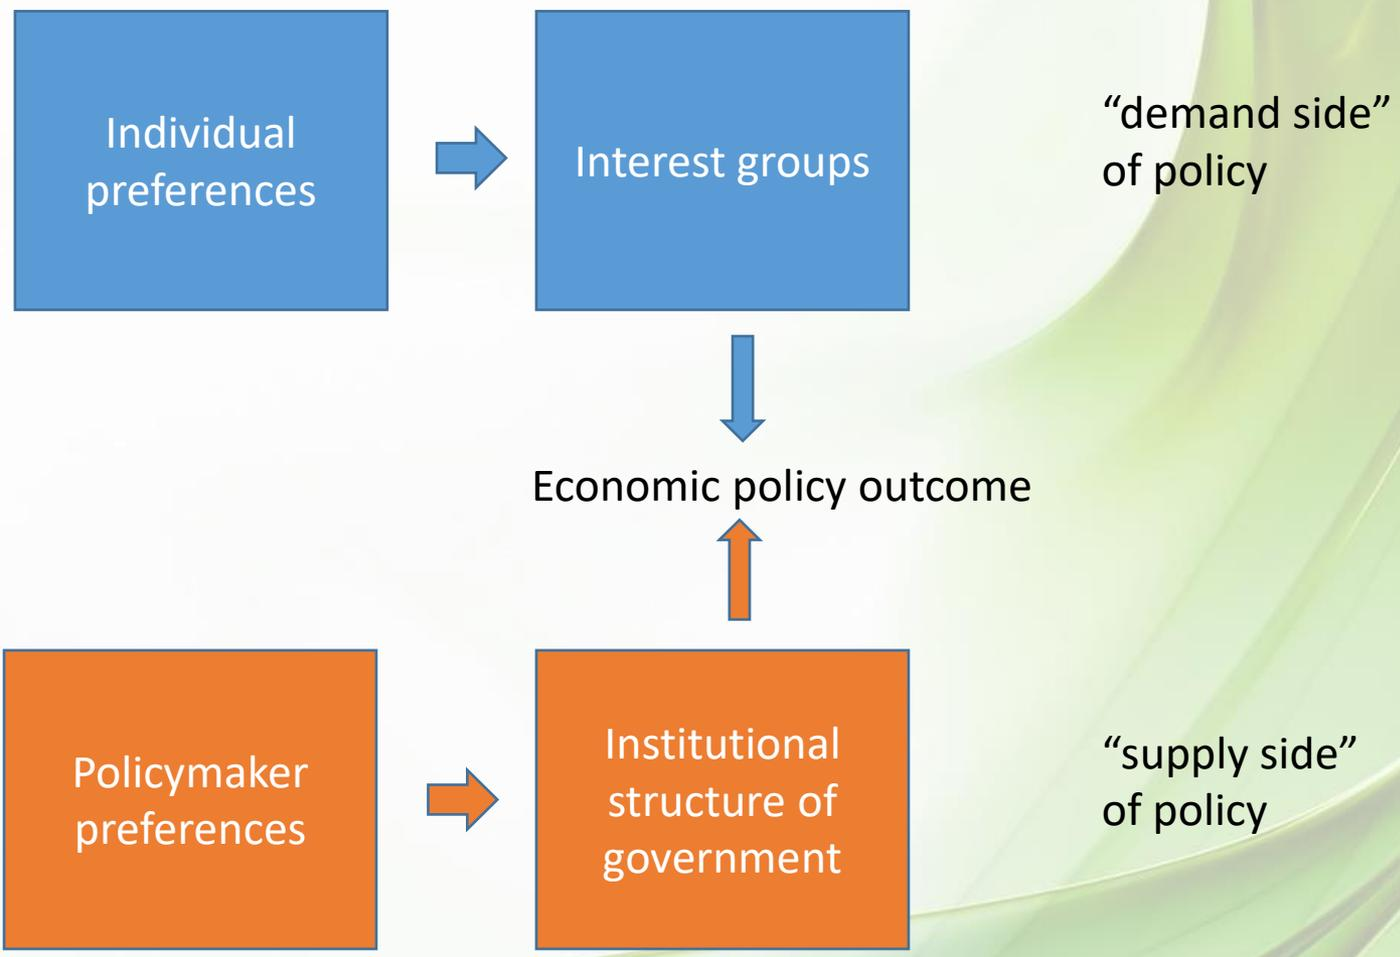 Individual
preferences
Interest groups
“demand side”
of policy
Economic policy outcome
Policymaker
preferences
Institutional
structure of
government
“supply side”
of policy